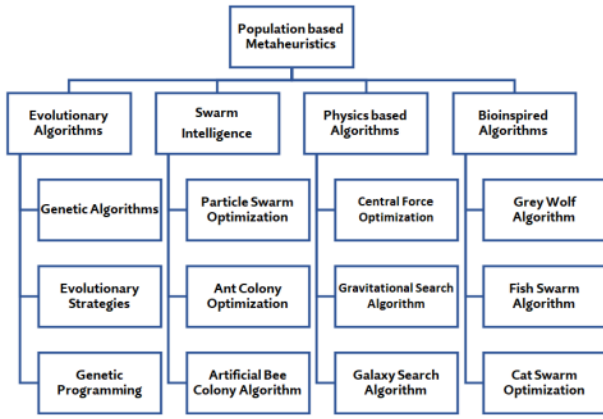 Population based
Metaheuristics
Evolutionary
Algorithms
Swarm
Intelligence
Physics based
Algorithms
Bioinspired
Algorithms
Genetic Algorithms
Particle Swarm
Optimization
Central Force
Optimization
Grey Wolf
Algorithm
Evolutionary
Strategies
Ant Colony
Optimization
Gravitational Search
Algorithm
Fish Swarm
Algorithm
Genetic
Programming
Artificial Bee
Colony Algorithm
Galaxy Search
Algorithm
Cat Swarm
Optimization